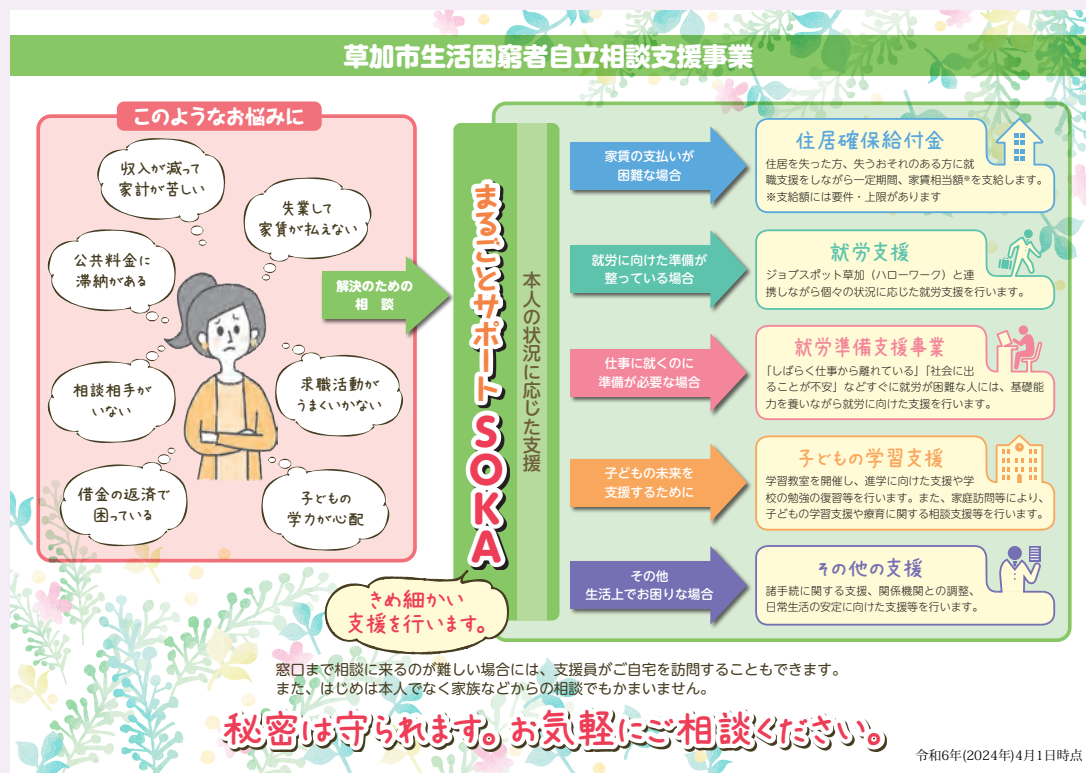 草加市生活困窮者自立相談支援事業
このようなお悩みに
収入が減って
家計が苦しい
失業して
家賃が払えない
公共料金に
滞納がある
相談相手が
いない
求職活動が
うまくいかない
借金の返済で
困っている
子どもの
学力が心配
解決のための
相　談
まるごとサポートSOKA
本人の状況に応じた支援
きめ細かい
支援を行います。
家賃の支払いが
困難な場合
住居確保給付金
住居を失った方、失うおそれのある方に就
職支援をしながら一定期間、家賃相当額※を支給します。
※支給額には要件・上限があります
就労に向けた準備が
整っている場合
就労支援
ジョブスポット草加（ハローワーク）と連
携しながら個々の状況に応じた就労支援を行います。
仕事に就くのに
準備が必要な場合
就労準備支援事業
「しばらく仕事から離れている」「社会に出
ることが不安」などすぐに就労が困難な人には、基礎能
力を養いながら就労に向けた支援を行います。
子どもの未来を
支援するために
子どもの学習支援
学習教室を開催し、進学に向けた支援や学
校の勉強の復習等を行います。また、家庭訪問等により、
子どもの学習支援や療育に関する相談支援等を行います。
その他
生活上でお困りな場合
その他の支援
諸手続に関する支援、関係機関との調整、
日常生活の安定に向けた支援等を行います。
窓口まで相談に来るのが難しい場合には、支援員がご自宅を訪問することもできます。
また、はじめは本人でなく家族などからの相談でもかまいません。
秘密は守られます。お気軽にご相談ください。
令和6年(2024年)4月1日時点